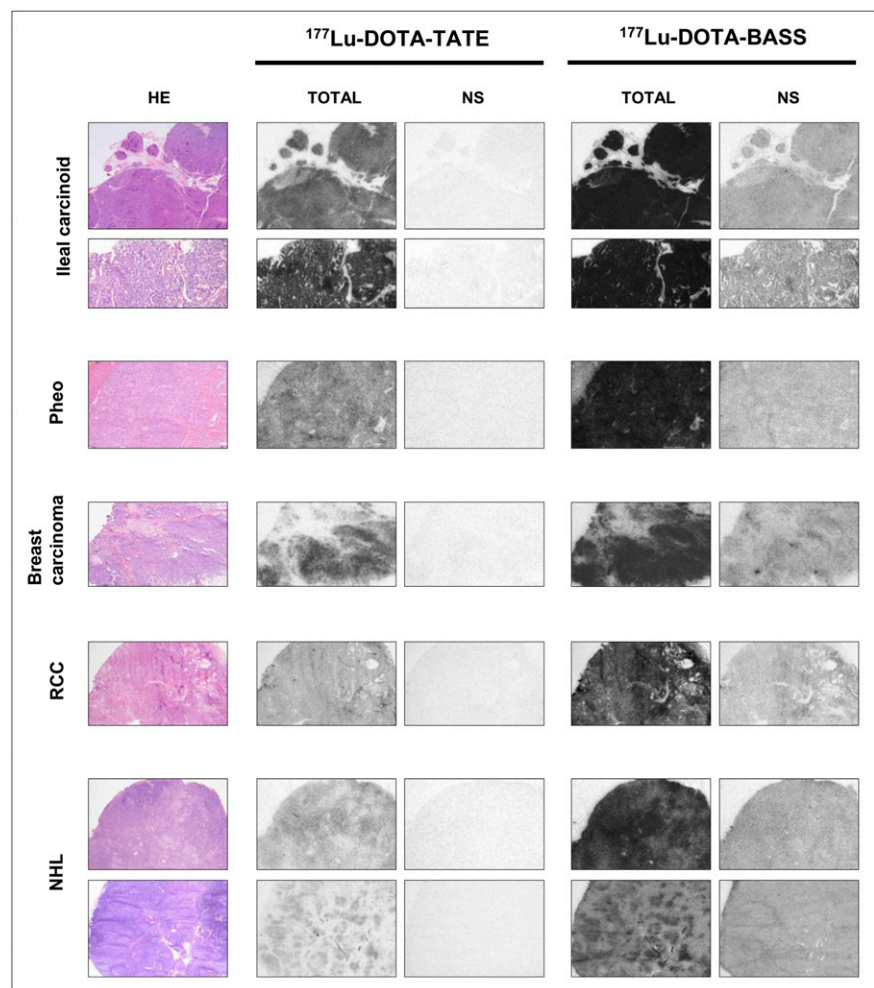 ¹⁷⁷Lu-DOTA-TATE
¹⁷⁷Lu-DOTA-BASS
HE
TOTAL
NS
TOTAL
NS
Ileal carcinoid
Pheo
Breast
carcinoma
RCC
NHL